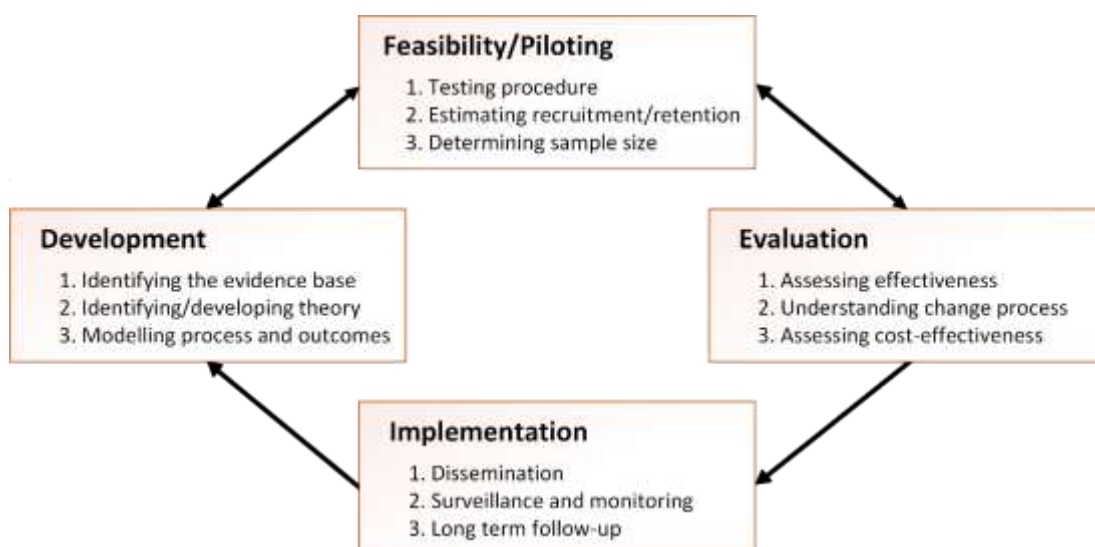 Feasibility/Piloting
1. Testing procedure
2. Estimating recruitment/retention
3. Determining sample size
Development
1. Identifying the evidence base
2. Identifying/developing theory
3. Modelling process and outcomes
Evaluation
1. Assessing effectiveness
2. Understanding change process
3. Assessing cost-effectiveness
Implementation
1. Dissemination
2. Surveillance and monitoring
3. Long term follow-up